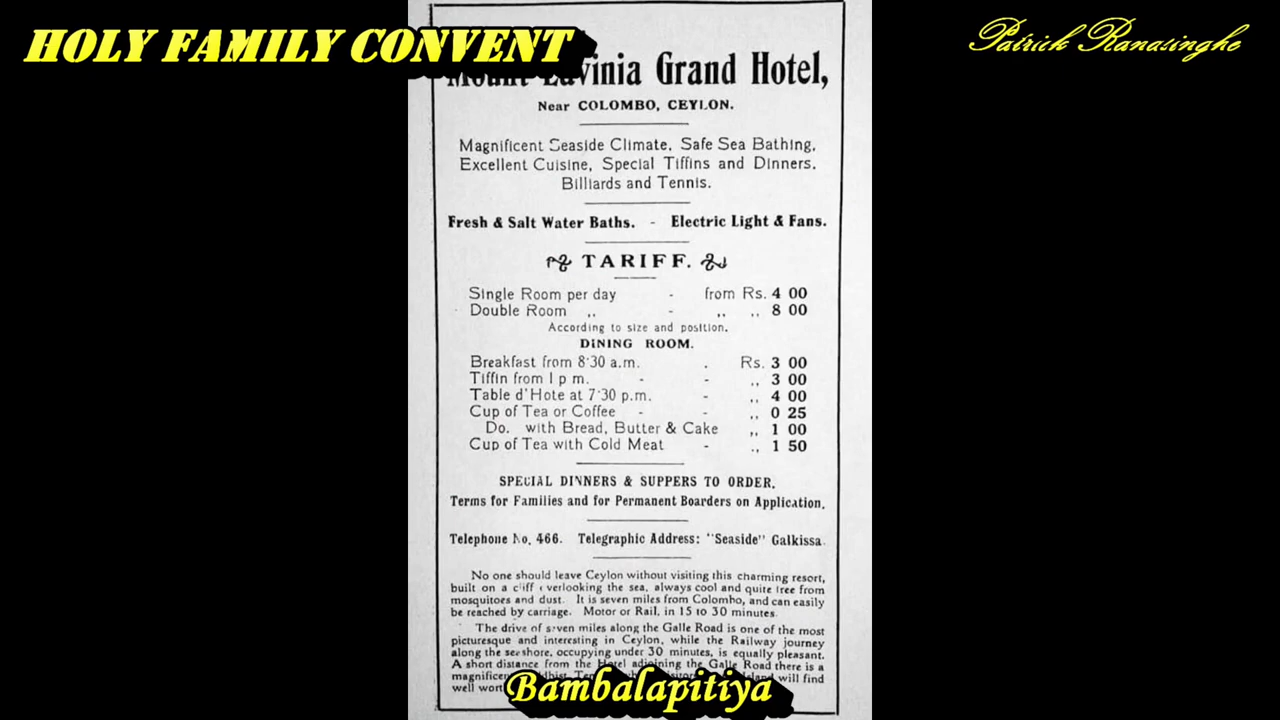 HOLY FAMILY CONVENT
Patrick Ranasinghe
Mount Lavinia Grand Hotel,
Near COLOMBO, CEYLON.
Magnificent Seaside Climate, Safe Sea Bathing,
Excellent Cuisine, Special Tiffins and Dinners.
Billiards and Tennis.
Fresh & Salt Water Baths. - Electric Light & Fans.
TARIFF.
Single Room per day - from Rs. 4 00
Double Room ,, - ,, ,, 8 00
According to size and position.
DINING ROOM.
Breakfast from 8·30 a.m. . Rs. 3 00
Tiffin from 1 p m. - - ,, 3 00
Table d'Hote at 7·30 p.m. - ,, 4 00
Cup of Tea or Coffee - - ,, 0 25
Do. with Bread, Butter & Cake ,, 1 00
Cup of Tea with Cold Meat - ,, 1 50
SPECIAL DINNERS & SUPPERS TO ORDER.
Terms for Families and for Permanent Boarders on Application.
Telephone No. 466. Telegraphic Address: "Seaside" Galkissa.
No one should leave Ceylon without visiting this charming resort,
built on a cliff overlooking the sea, always cool and quite free from
mosquitoes and dust. It is seven miles from Colombo, and can easily
be reached by carriage. Motor or Rail, in 15 to 30 minutes.
The drive of seven miles along the Galle Road is one of the most
picturesque and interesting in Ceylon, while the Railway journey
along the seashore, occupying under 30 minutes, is equally pleasant.
A short distance from the Hotel adjoining the Galle Road there is a
magnificent will find
well
Bambalapitiya